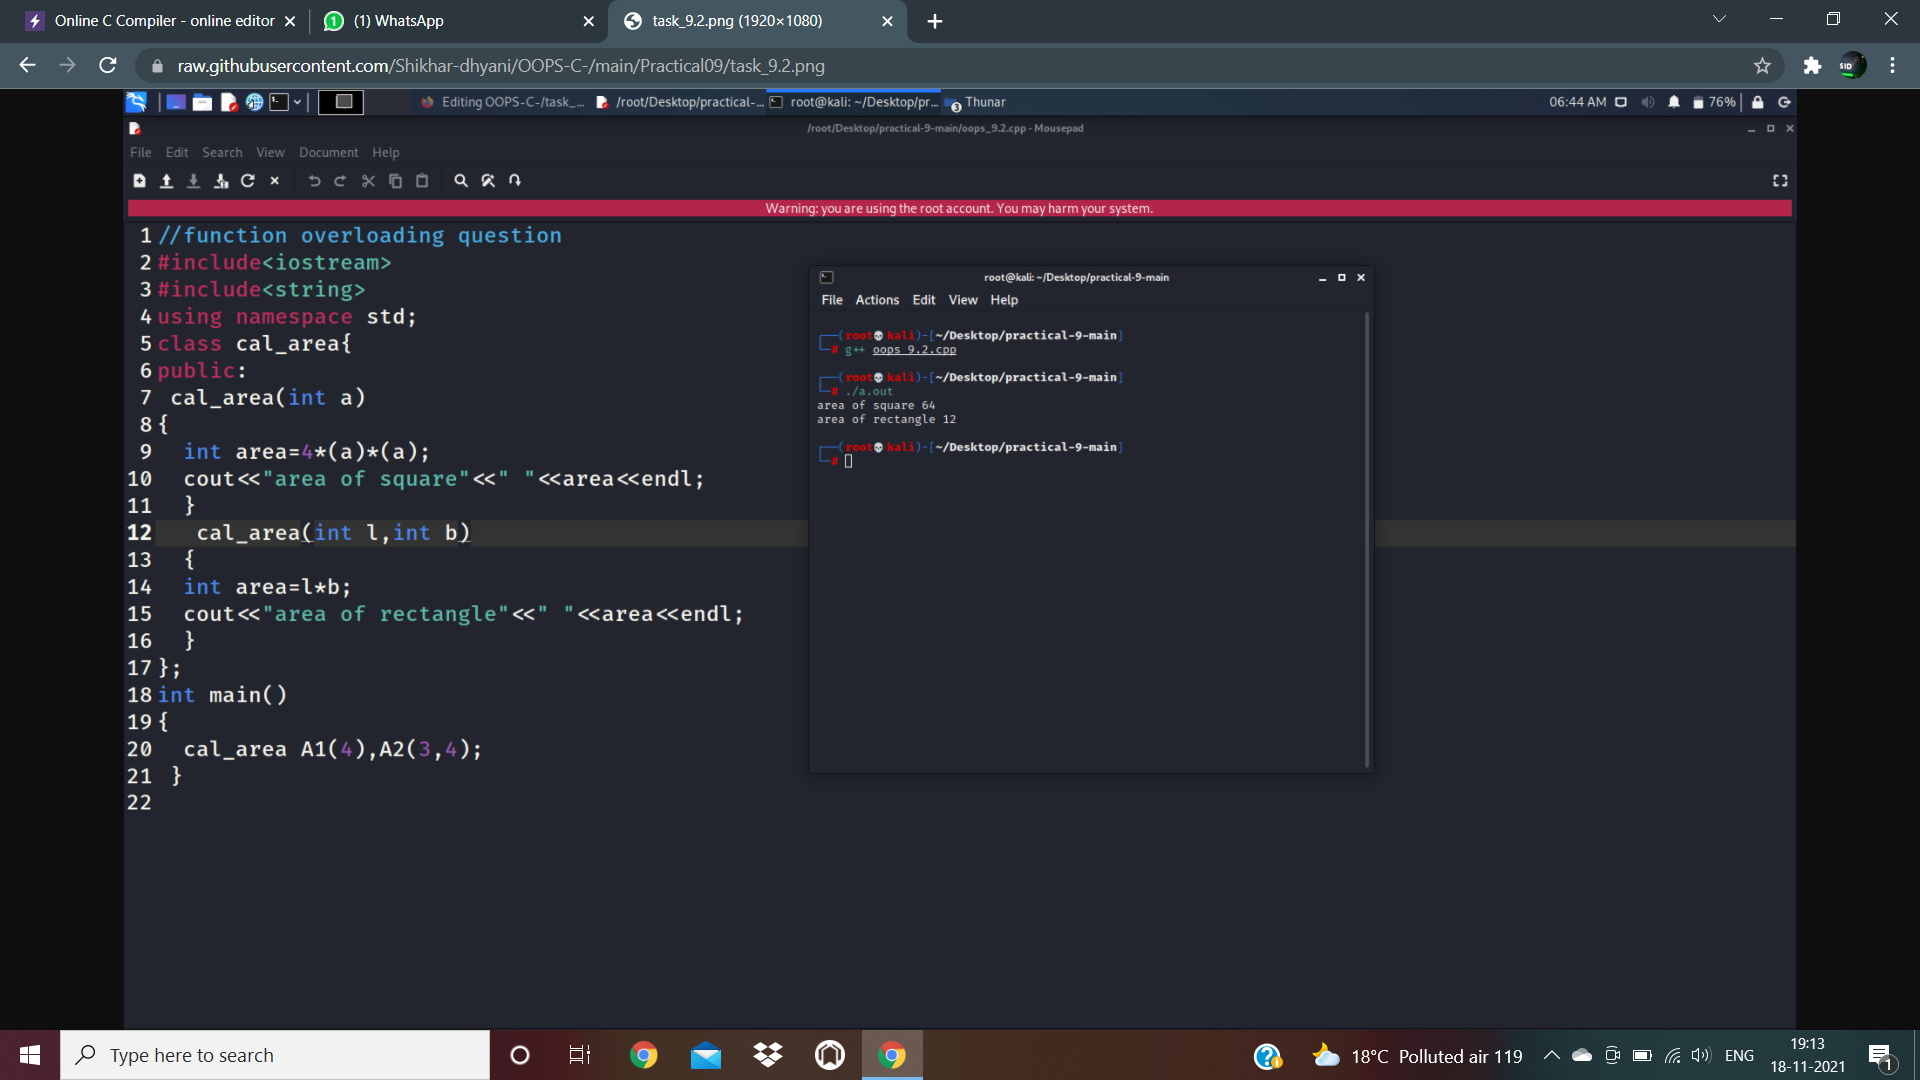 Online C Compiler - online editor
(1) WhatsApp
task_9.2.png (1920×1080)
raw.githubusercontent.com/Shikhar-dhyani/OOPS-C-/main/Practical09/task_9.2.png
SID
Editing OOPS-C-/task_...
/root/Desktop/practical-...
root@kali: ~/Desktop/pr...
3
Thunar
06:44 AM
76%
/root/Desktop/practical-9-main/oops_9.2.cpp - Mousepad
File Edit Search View Document Help
Warning: you are using the root account. You may harm your system.
1 //function overloading question
2 #include<iostream>
3 #include<string>
4 using namespace std;
5 class cal_area{
6 public:
7 cal_area(int a)
8 {
9 int area=4*(a)*(a);
10 cout<<"area of square"<<" "<<area<<endl;
11 }
12 cal_area(int l,int b)
13 {
14 int area=l*b;
15 cout<<"area of rectangle"<<" "<<area<<endl;
16 }
17 };
18 int main()
19 {
20 cal_area A1(4),A2(3,4);
21 }
22
root@kali: ~/Desktop/practical-9-main
File Actions Edit View Help
(root💀kali)-[~/Desktop/practical-9-main]
# g++ oops_9.2.cpp
(root💀kali)-[~/Desktop/practical-9-main]
# ./a.out
area of square 64
area of rectangle 12
(root💀kali)-[~/Desktop/practical-9-main]
#
Type here to search
18°C Polluted air 119
ENG
19:13
18-11-2021
1